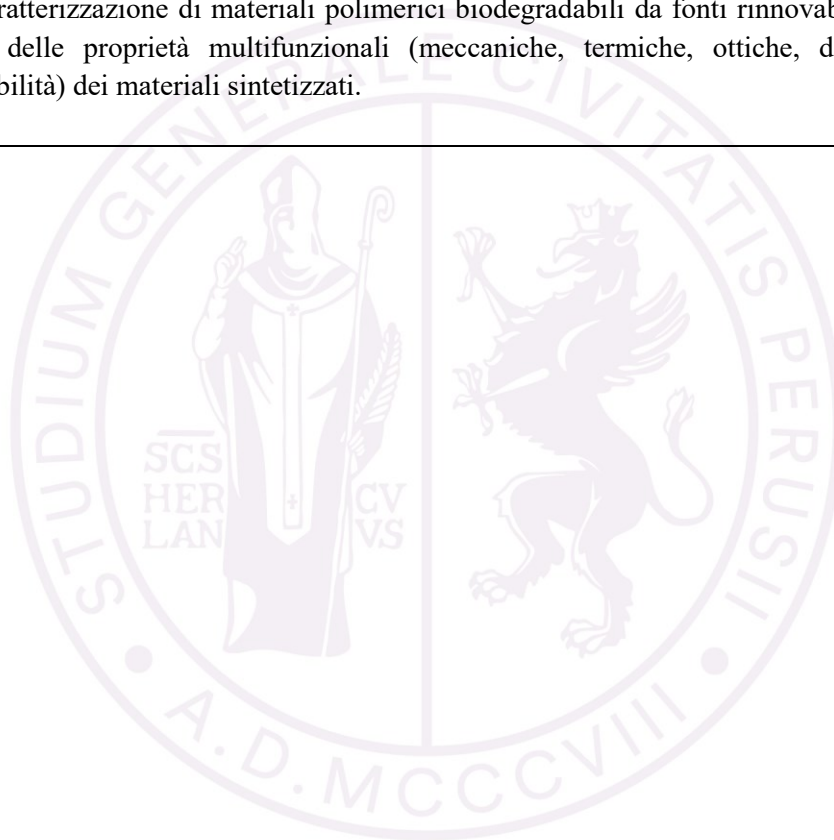 ratterizzazione di materiali polimerici biodegradabili da fonti rinnovab
delle proprietà multifunzionali (meccaniche, termiche, ottiche, d
bilità) dei materiali sintetizzati.
STUDIUM GENERALE CIVITATIS PERUSII
SCS
HER
LAN
CV
VS
A.D. MCCCVIII